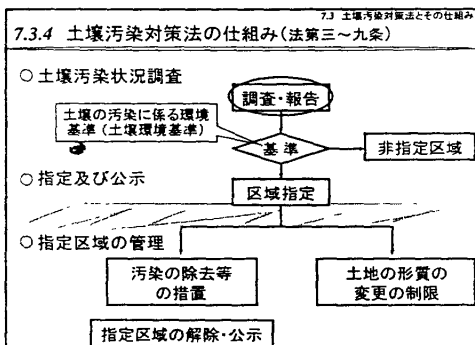 7.3 土壌汚染対策法とその仕組み
7.3.4 土壌汚染対策法の仕組み(法第三～九条)
○土壌汚染状況調査
調査・報告
土壌の汚染に係る環境
基準(土壌環境基準)
基準
非指定区域
○指定及び公示
区域指定
○指定区域の管理
汚染の除去等
の措置
土地の形質の
変更の制限
指定区域の解除・公示